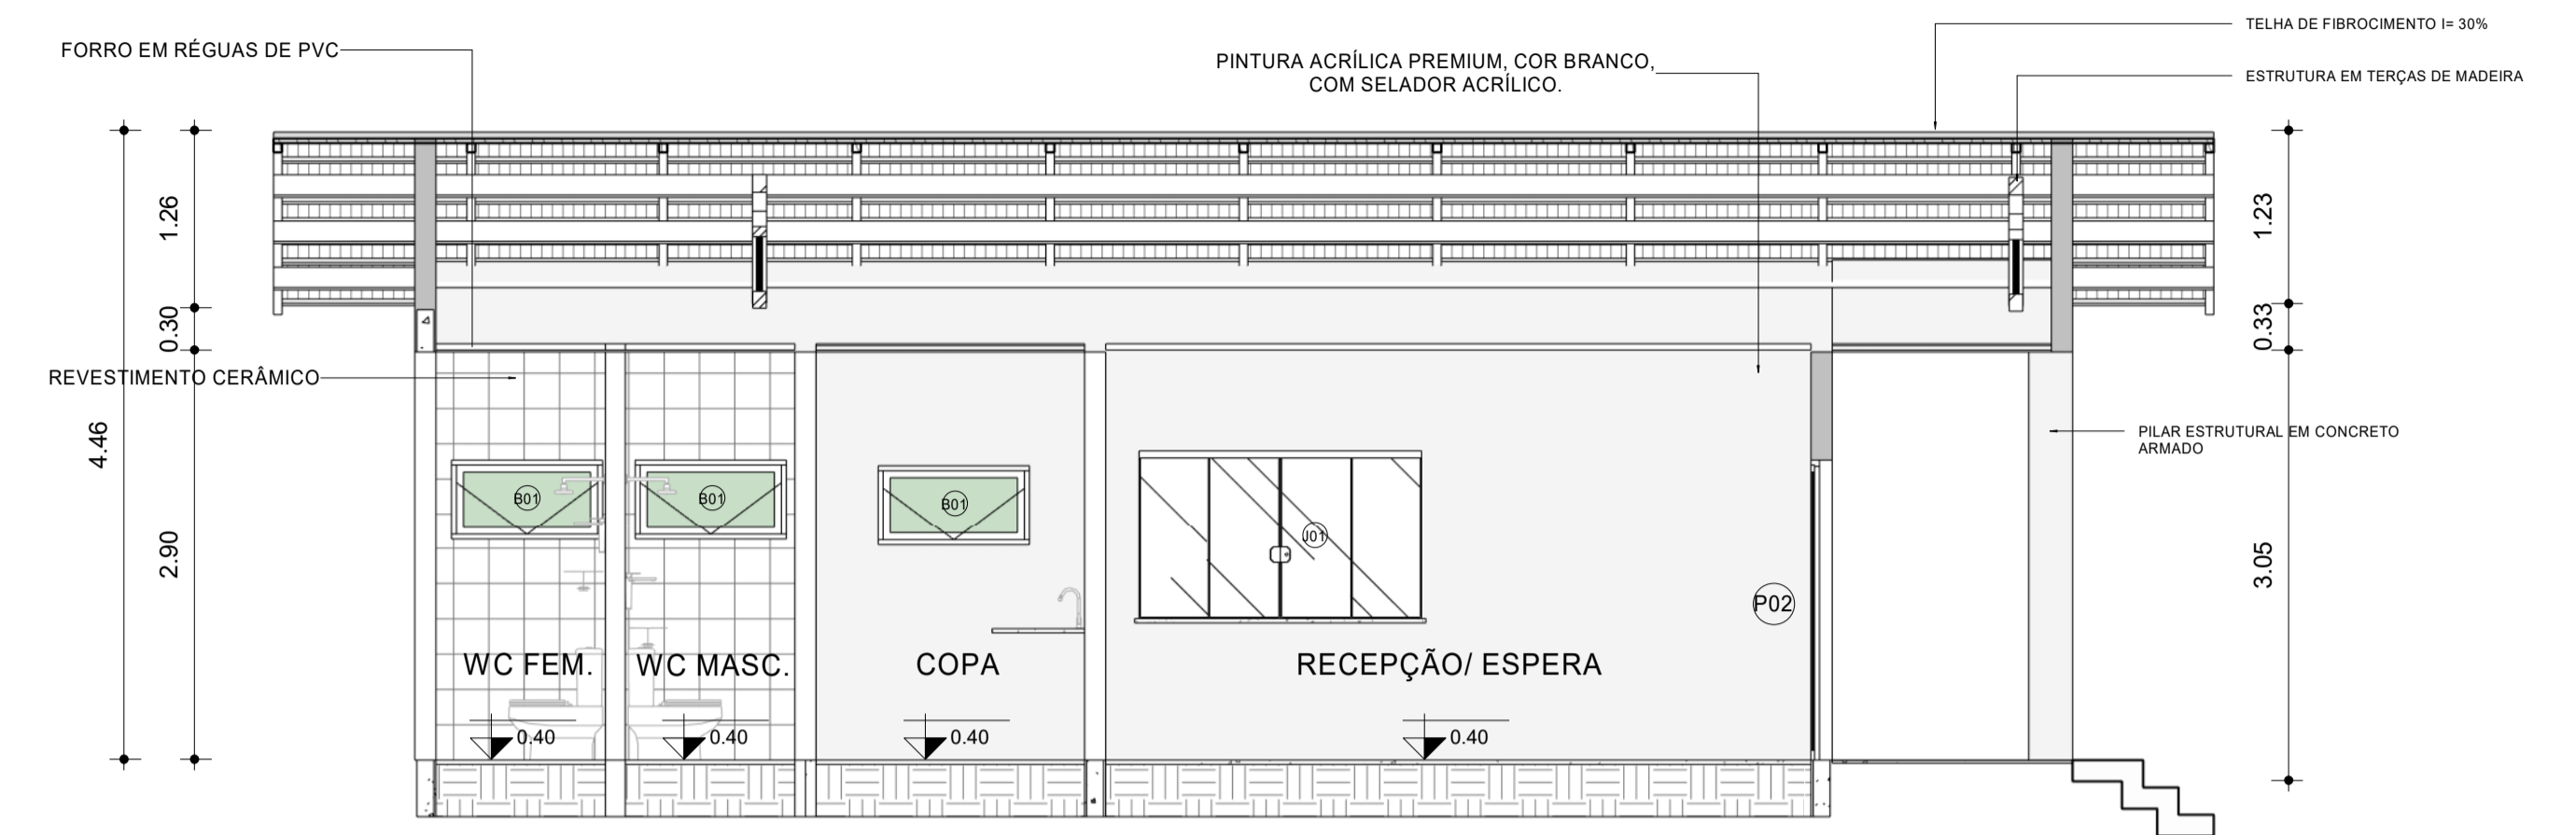 TELHA DE FIBROCIMENTO I= 30%
FORRO EM RÉGUAS DE PVC
PINTURA ACRÍLICA PREMIUM, COR BRANCO,
COM SELADOR ACRÍLICO.
ESTRUTURA EM TERÇAS DE MADEIRA
1.26
1.23
0.30
0.33
REVESTIMENTO CERÂMICO
4.46
PILAR ESTRUTURAL EM CONCRETO
ARMADO
B01
B01
B01
J01
2.90
3.05
P02
WC FEM.
WC MASC.
COPA
RECEPÇÃO/ ESPERA
0.40
0.40
0.40
0.40